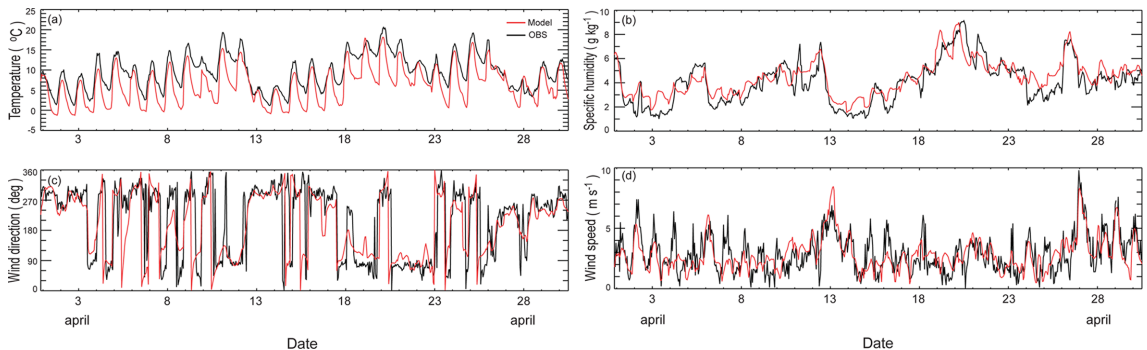 (a)
Model
OBS
Temperature ( ºC)
25
20
15
10
5
0
-5
3
8
13
18
23
28
(b)
Specific humidity ( g kg-1)
10
8
6
4
2
0
3
8
13
18
23
28
(c)
Wind direction ( deg )
360
270
180
90
0
3
8
13
18
23
28
april
april
Date
(d)
Wind speed ( m s-1)
10
5
0
3
8
13
18
23
28
april
april
Date